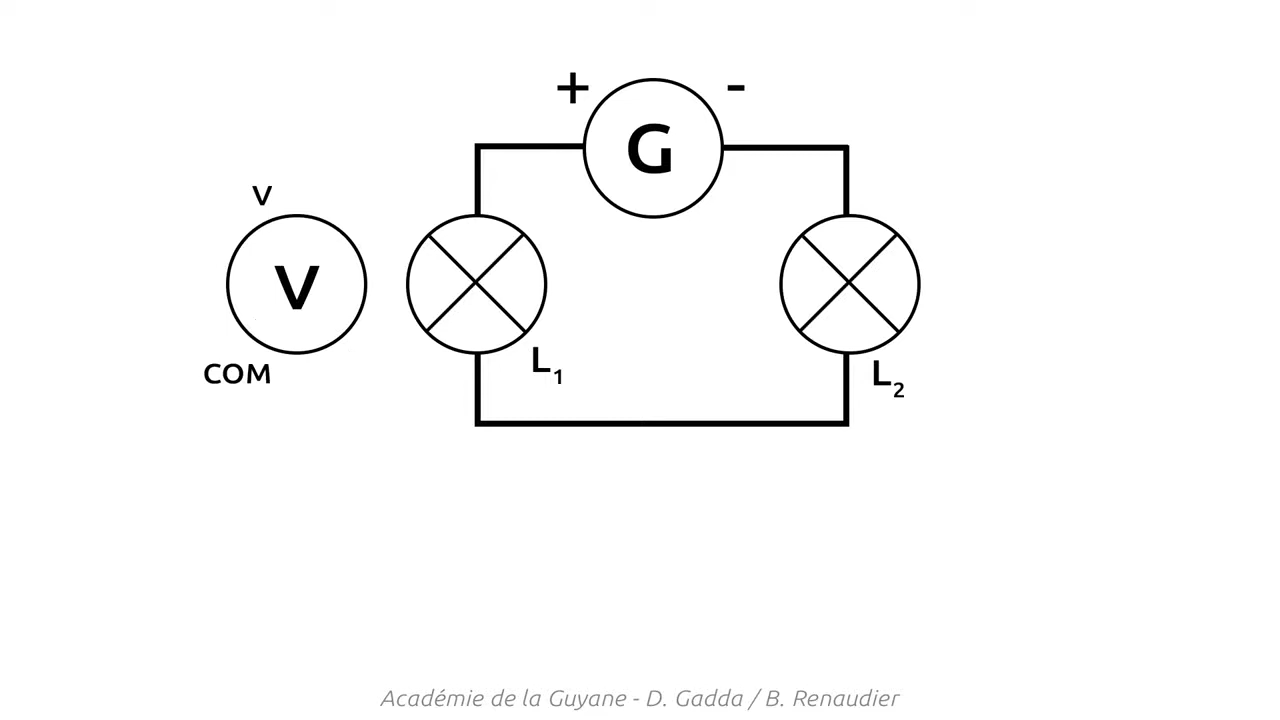 + -
G
V
V
COM
L1
L2
Académie de la Guyane - D. Gadda / B. Renaudier